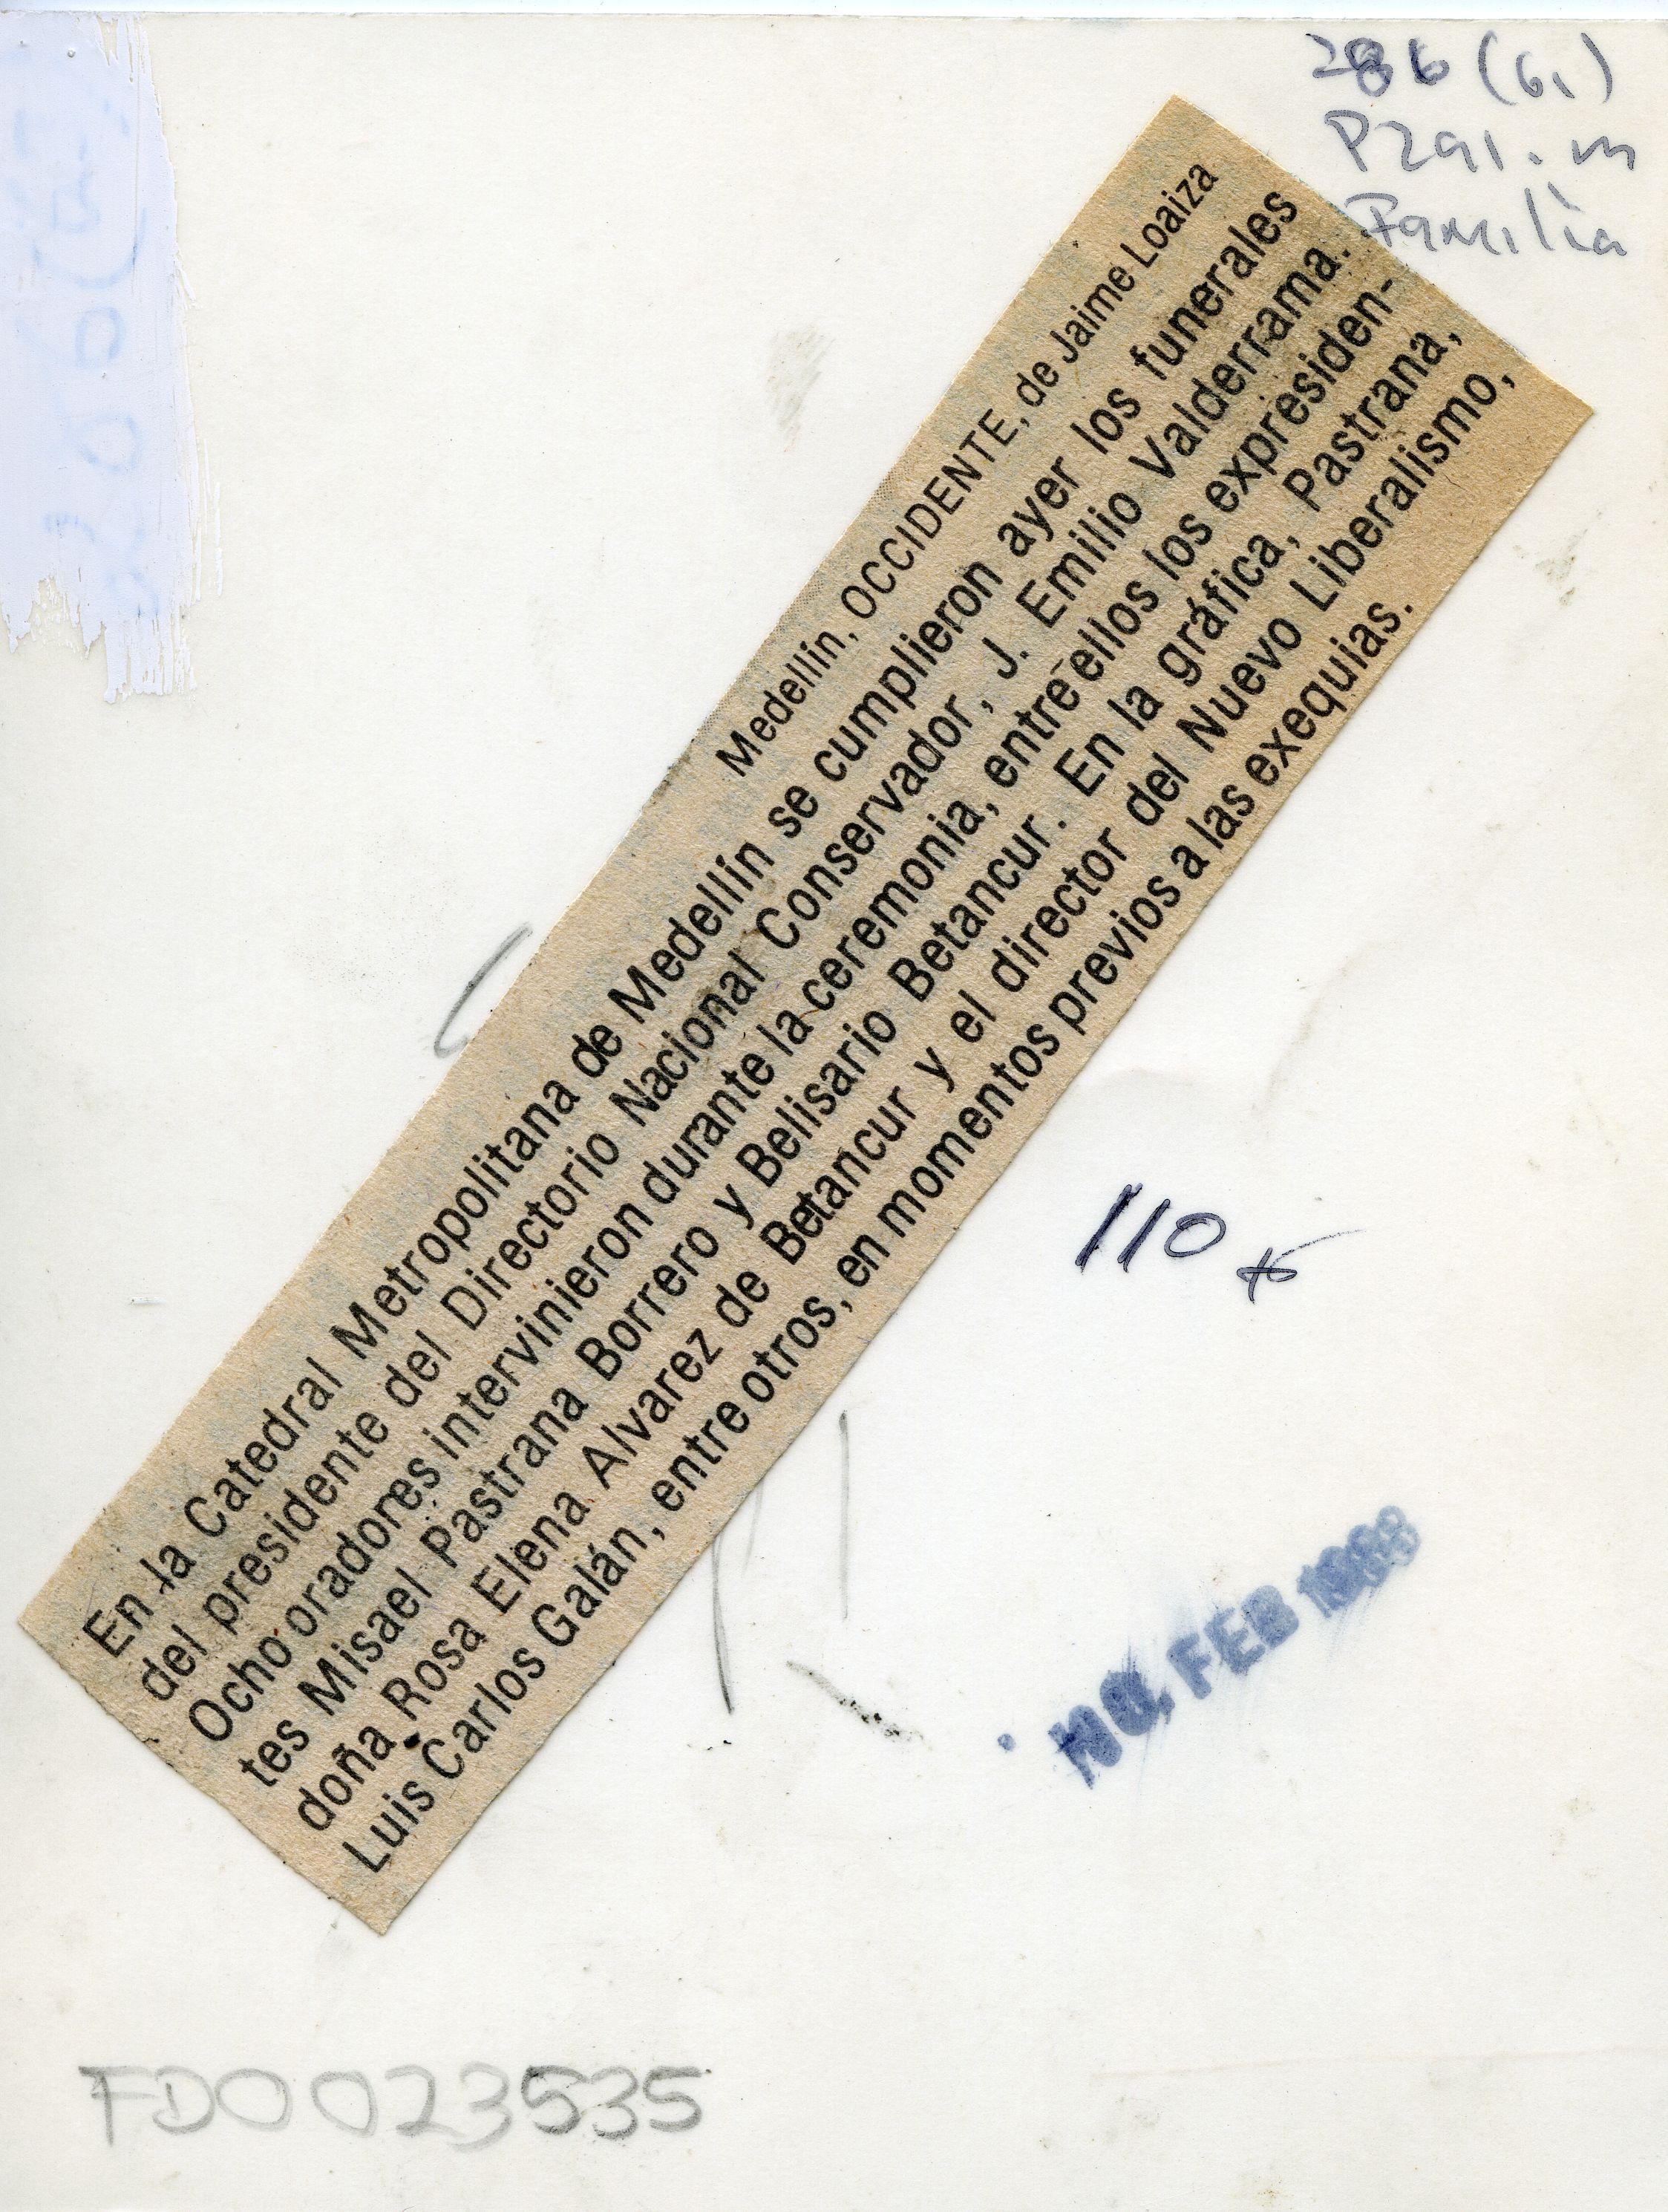 286 (61)
P291.m
Familia
Medellín, OCCIDENTE, de Jaime Loaiza
En la Catedral Metropolitana de Medellín se cumplieron ayer los funerales
del presidente del Directorio Nacional Conservador, J. Emilio Valderrama.
Ocho oradores intervinieron durante la ceremonia, entre ellos los expresiden-
tes Misael Pastrana Borrero y Belisario Betancur. En la gráfica, Pastrana,
doña Rosa Elena Alvarez de Betancur y el director del Nuevo Liberalismo,
Luis Carlos Galán, entre otros, en momentos previos a las exequias.
110
FEB 1988
FD0023535